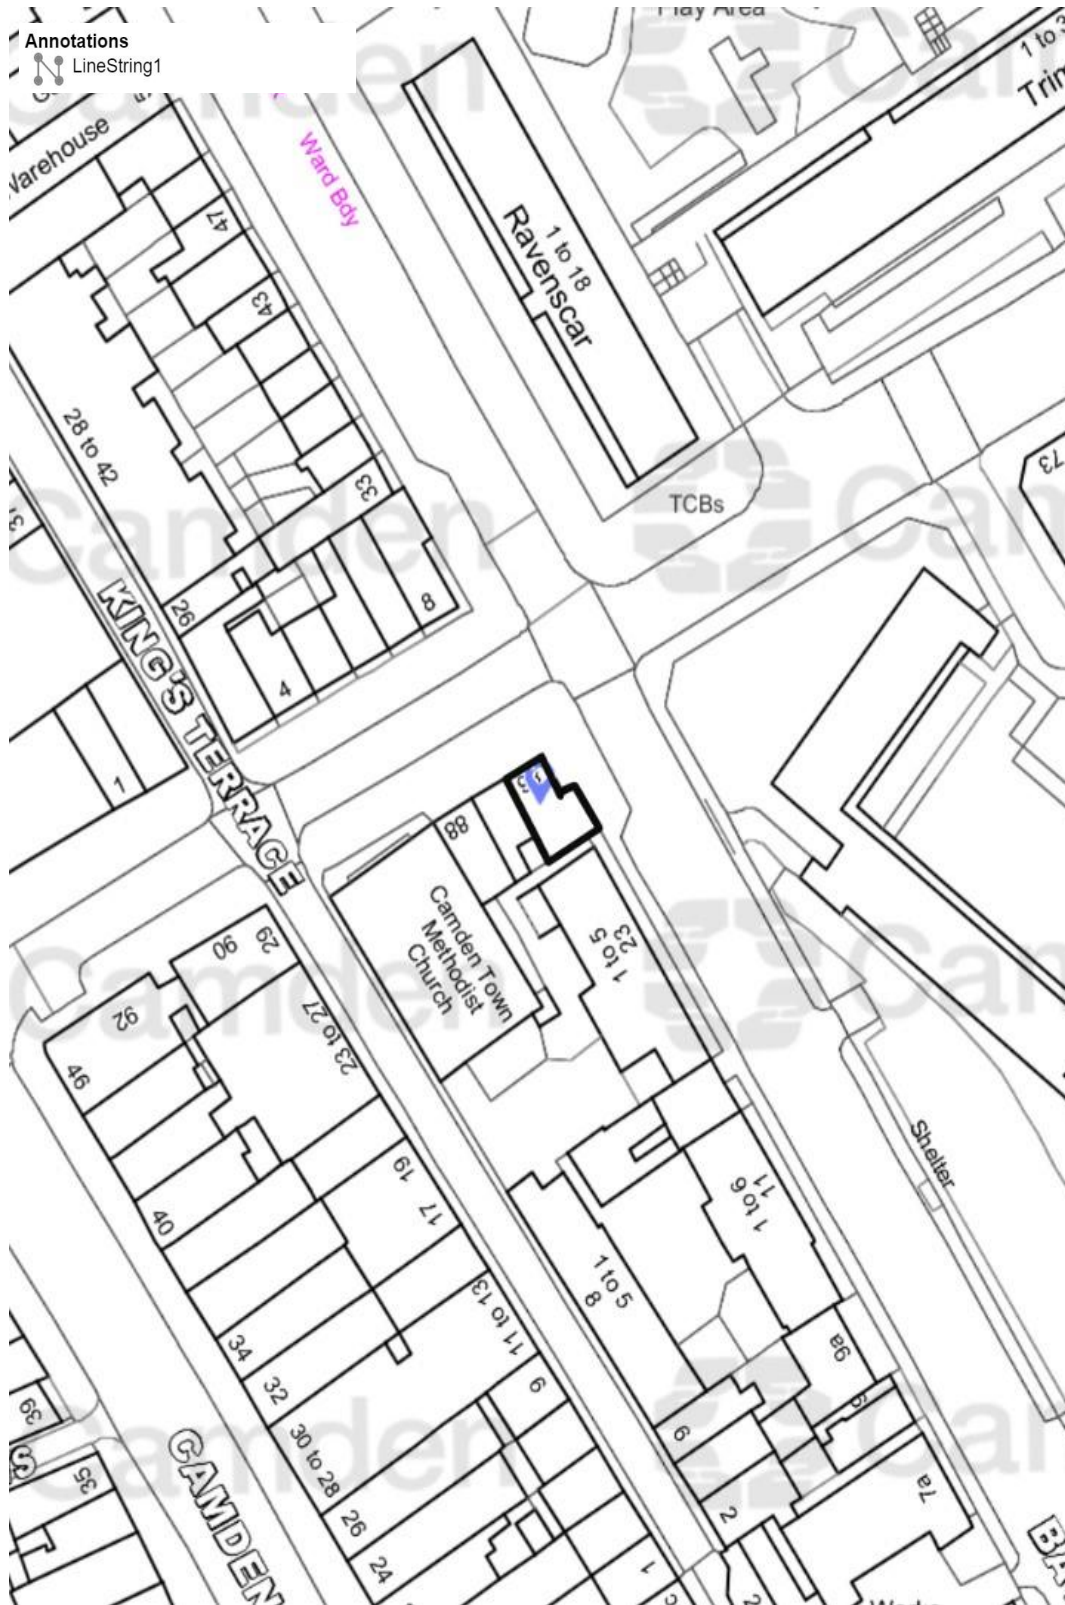 Play Area
Annotations
LineString1
1 to 3
Warehouse
Ward Bdy
47
1 to 18
Ravenscar
43
28 to 42
33
73
TCBs
Camden
26
8
KING'S TERRACE
4
1
88
Camden Town
Methodist
Church
1 to 5
23
29
90
92
94
23 to 27
19
17
Shelter
1 to 6
11
40
1 to 5
8
11 to 13
34
9a
32
9
39
6
30 to 28
35
CAMDEN
26
7a
2
24
1
2